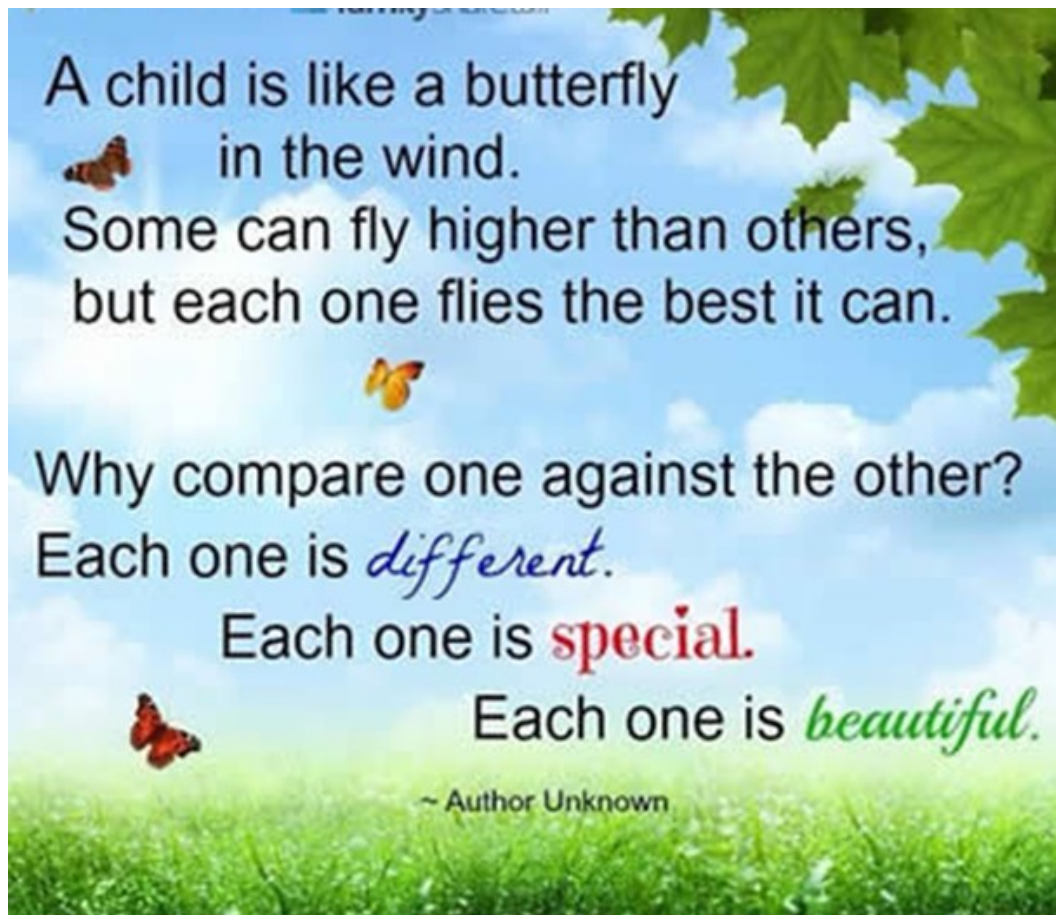 A child is like a butterfly
in the wind.
Some can fly higher than others,
but each one flies the best it can.
Why compare one against the other?
Each one is different.
Each one is special.
Each one is beautiful.
~ Author Unknown